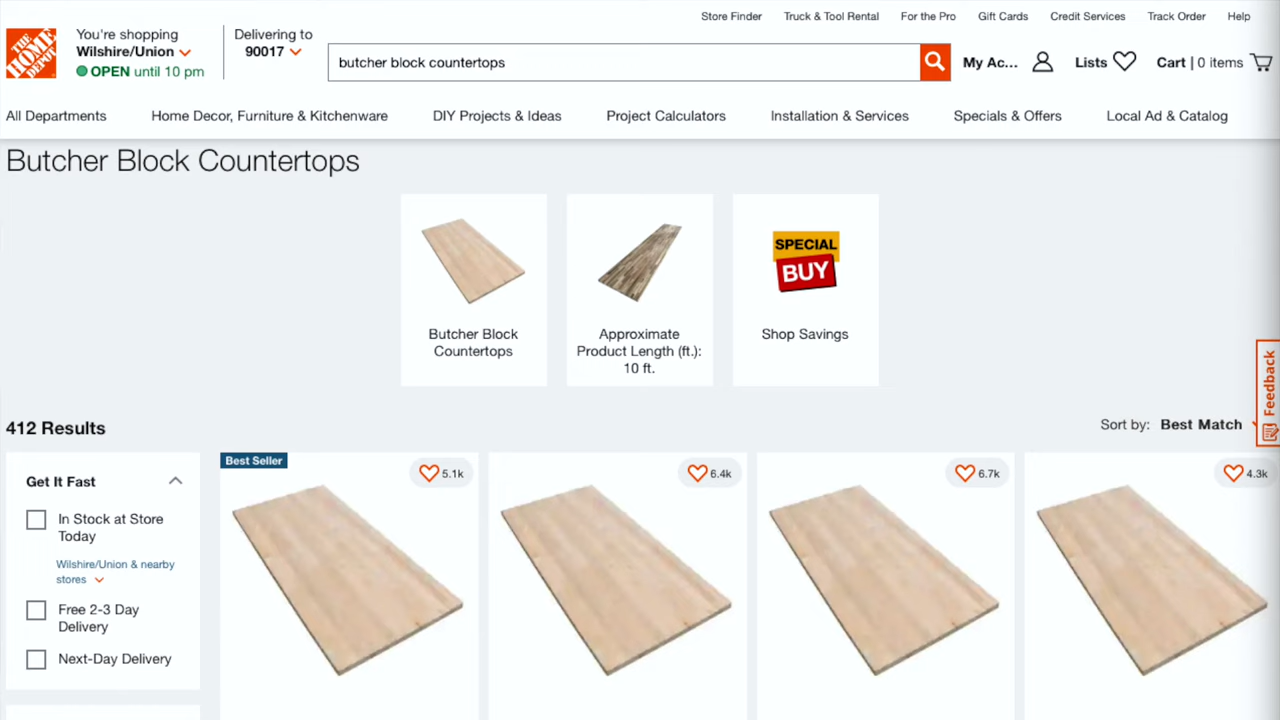 Store Finder
Truck & Tool Rental
For the Pro
Gift Cards
Credit Services
Track Order
Help
THE
HOME
DEPOT
You're shopping
Wilshire/Union
OPEN until 10 pm
Delivering to
90017
butcher block countertops
My Ac...
Lists
Cart | 0 items
All Departments
Home Decor, Furniture & Kitchenware
DIY Projects & Ideas
Project Calculators
Installation & Services
Specials & Offers
Local Ad & Catalog
Butcher Block Countertops
Butcher Block
Countertops
Approximate
Product Length (ft.):
10 ft.
SPECIAL
BUY
Shop Savings
Feedback
412 Results
Sort by: Best Match
Get It Fast
In Stock at Store
Today
Wilshire/Union & nearby
stores
Free 2-3 Day
Delivery
Next-Day Delivery
Best Seller
5.1k
6.4k
6.7k
4.3k